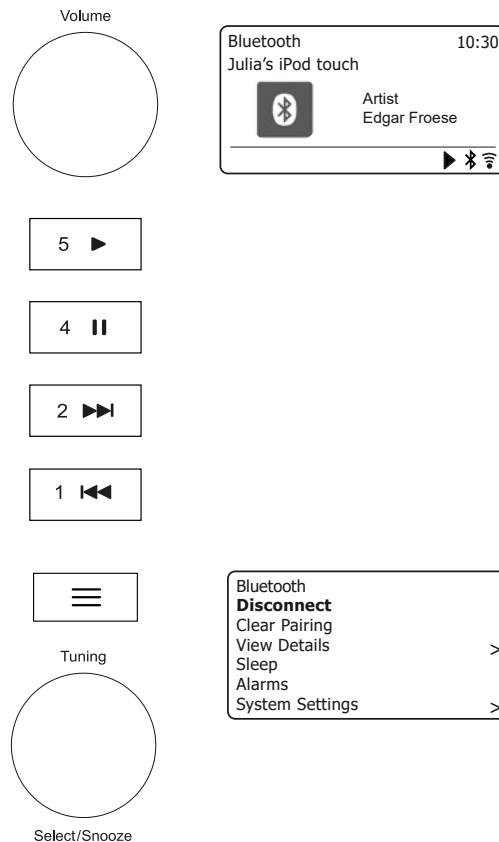 Volume
Bluetooth 10:30
Julia’s iPod touch
Artist
Edgar Froese
5
4
2
1
Bluetooth
Disconnect
Clear Pairing
View Details >
Sleep
Alarms
System Settings >
Tuning
Select/Snooze